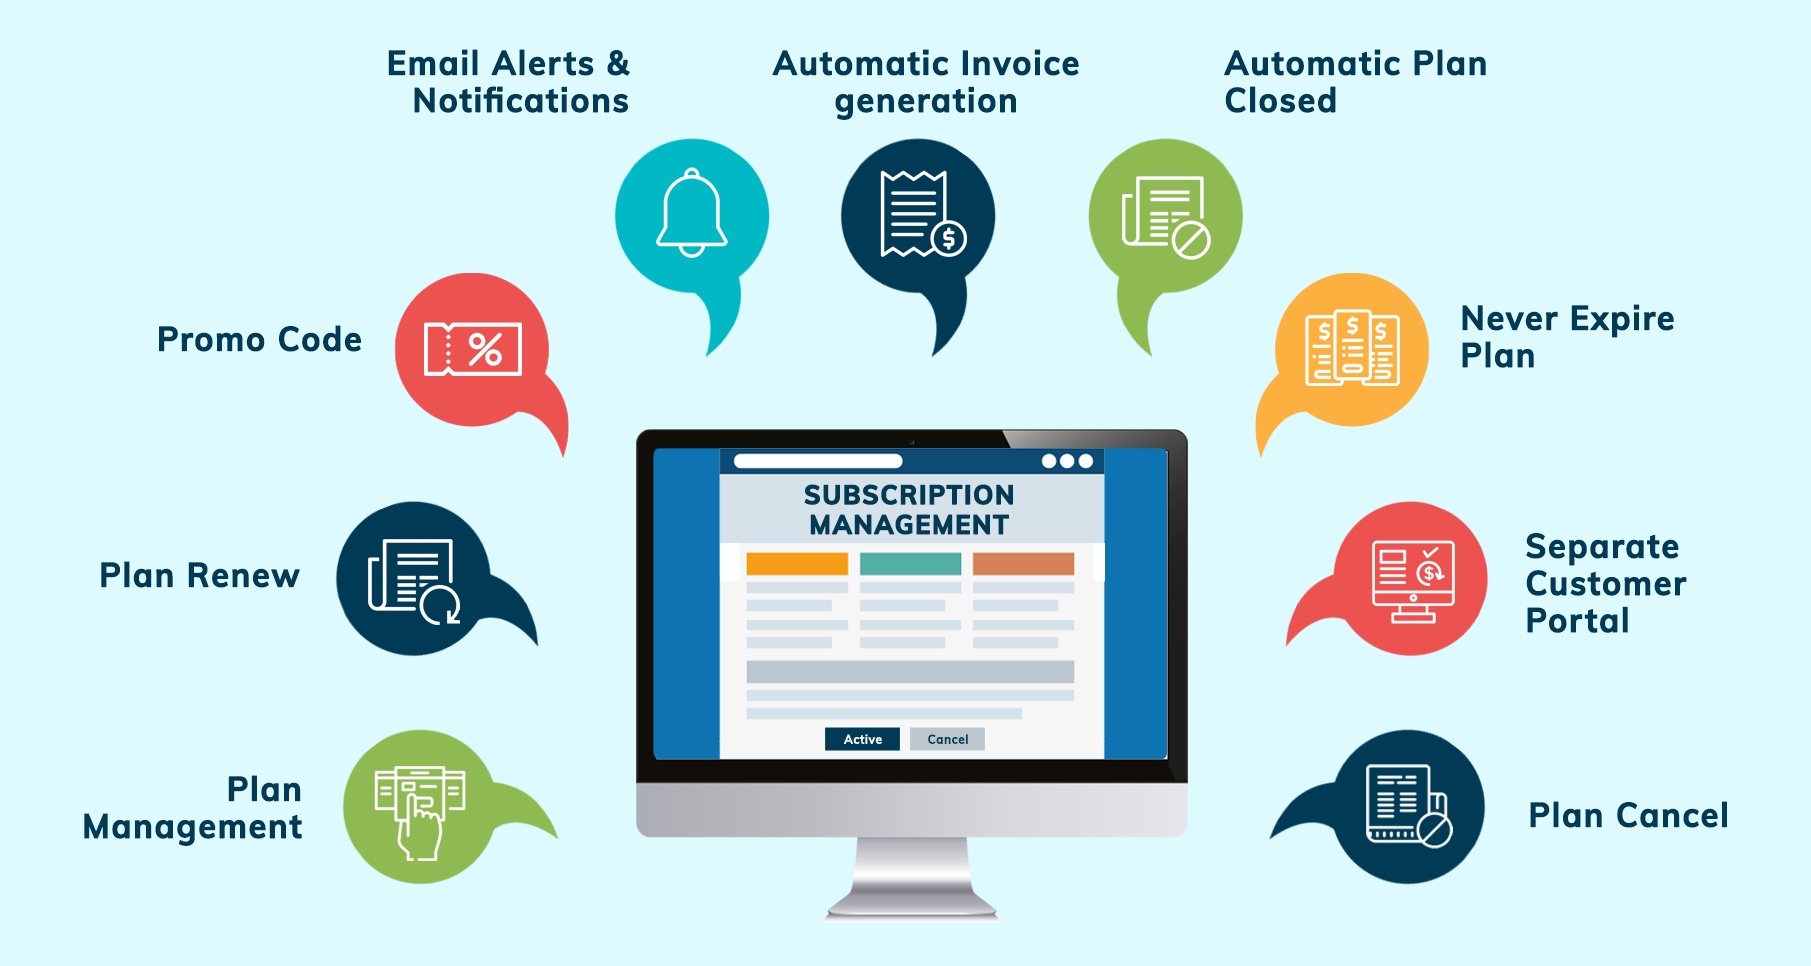 Email Alerts &
Notifications
Automatic Invoice
generation
Automatic Plan
Closed
$
Promo Code
%
Never Expire
Plan
$
$
$
SUBSCRIPTION
MANAGEMENT
Plan Renew
Separate
Customer
Portal
$
Active
Cancel
Plan
Management
Plan Cancel